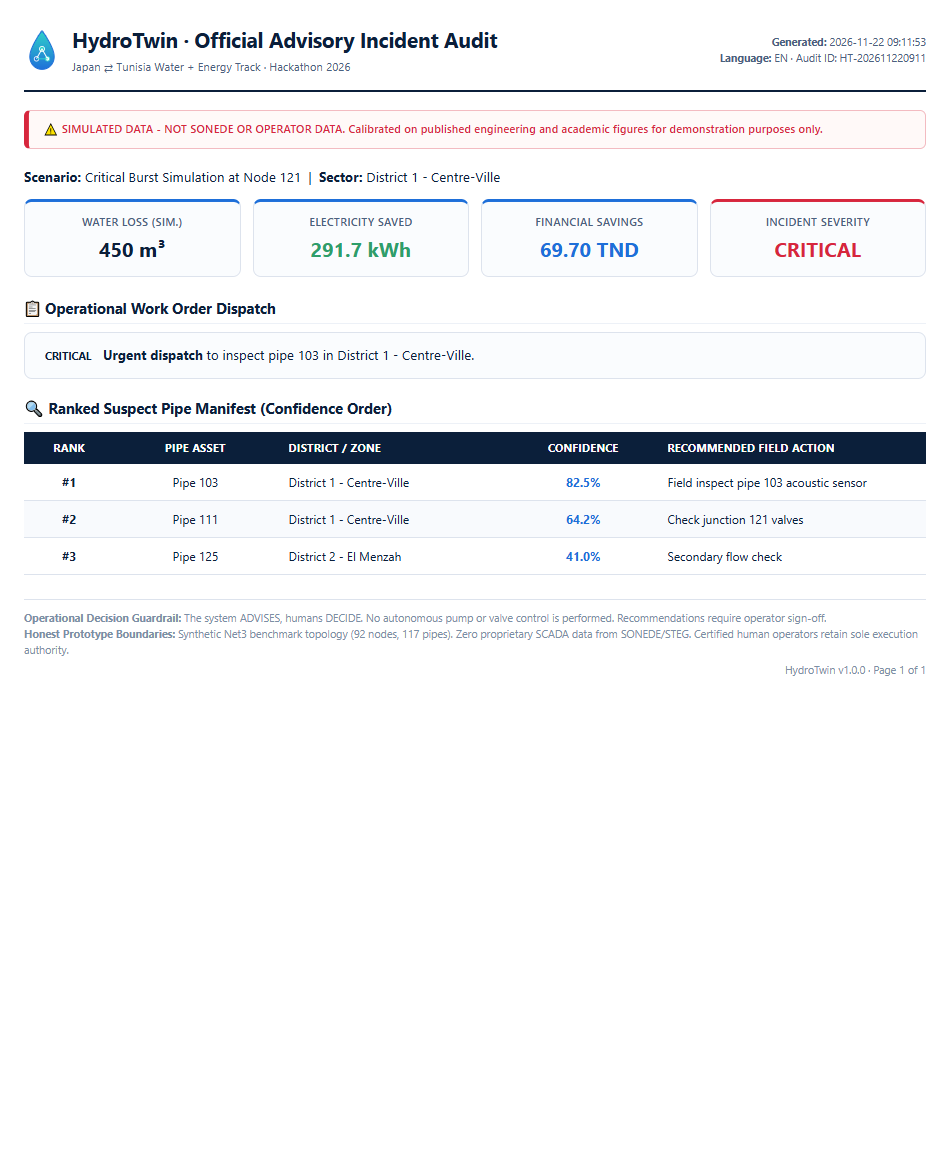 HydroTwin · Official Advisory Incident Audit
Japan ⇄ Tunisia Water + Energy Track · Hackathon 2026
Generated: 2026-11-22 09:11:53
Language: EN · Audit ID: HT-202611220911
⚠ SIMULATED DATA - NOT SONEDE OR OPERATOR DATA. Calibrated on published engineering and academic figures for demonstration purposes only.
Scenario: Critical Burst Simulation at Node 121 | Sector: District 1 - Centre-Ville
WATER LOSS (SIM.)
450 m³
ELECTRICITY SAVED
291.7 kWh
FINANCIAL SAVINGS
69.70 TND
INCIDENT SEVERITY
CRITICAL
Operational Work Order Dispatch
CRITICAL Urgent dispatch to inspect pipe 103 in District 1 - Centre-Ville.
Ranked Suspect Pipe Manifest (Confidence Order)
RANK PIPE ASSET DISTRICT / ZONE CONFIDENCE RECOMMENDED FIELD ACTION
#1 Pipe 103 District 1 - Centre-Ville 82.5% Field inspect pipe 103 acoustic sensor
#2 Pipe 111 District 1 - Centre-Ville 64.2% Check junction 121 valves
#3 Pipe 125 District 2 - El Menzah 41.0% Secondary flow check
Operational Decision Guardrail: The system ADVISES, humans DECIDE. No autonomous pump or valve control is performed. Recommendations require operator sign-off.
Honest Prototype Boundaries: Synthetic Net3 benchmark topology (92 nodes, 117 pipes). Zero proprietary SCADA data from SONEDE/STEG. Certified human operators retain sole execution
authority.
HydroTwin v1.0.0 · Page 1 of 1